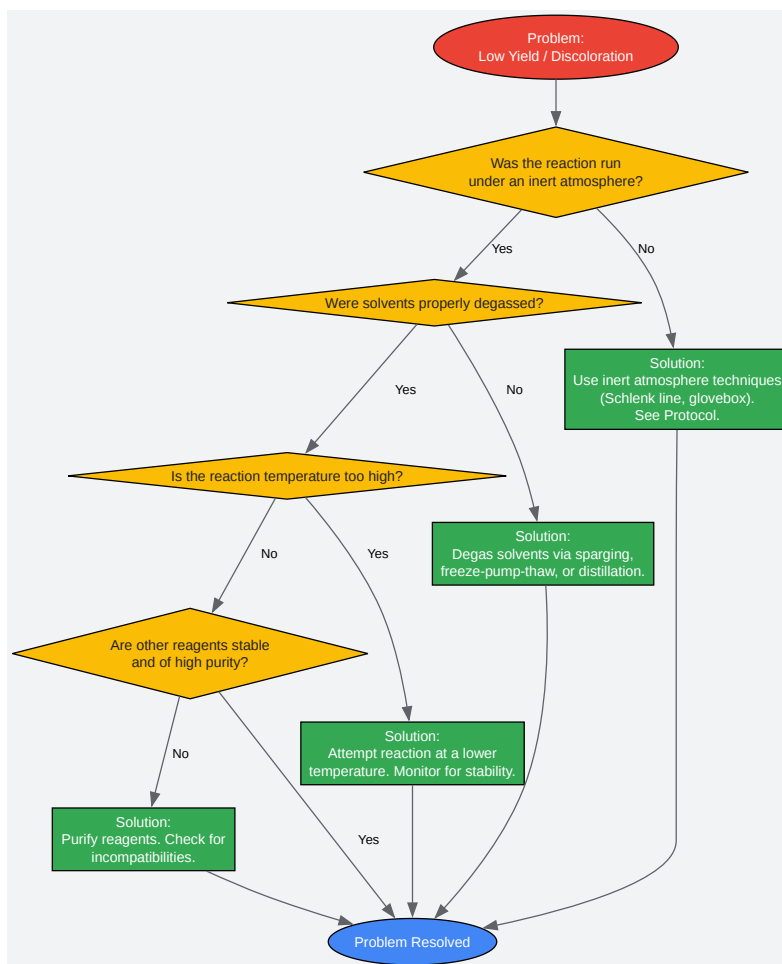 Problem:
Low Yield / Discoloration
Was the reaction run
under an inert atmosphere?
Yes
No
Were solvents properly degassed?
Solution:
Use inert atmosphere techniques
(Schlenk line, glovebox).
See Protocol.
Yes
No
Is the reaction temperature too high?
Solution:
Degas solvents via sparging,
freeze-pump-thaw, or distillation.
No
Yes
Are other reagents stable
and of high purity?
Solution:
Attempt reaction at a lower
temperature. Monitor for stability.
No
Solution:
Purify reagents. Check for
incompatibilities.
Yes
Problem Resolved